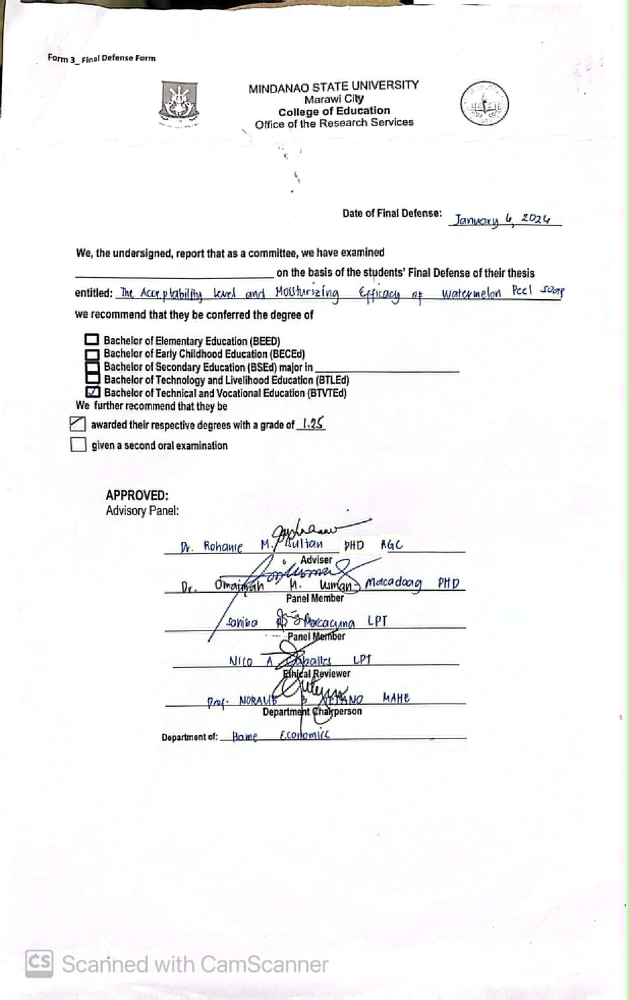 Form 3_ Final Defense Form
MINDANAO STATE UNIVERSITY
Marawi City
College of Education
Office of the Research Services
Date of Final Defense: January 4, 2024
We, the undersigned, report that as a committee, we have examined
on the basis of the students' Final Defense of their thesis
entitled: The Acceptability Level and Moisturizing Efficacy of Watermelon Peel Soap
we recommend that they be conferred the degree of
Bachelor of Elementary Education (BEED)
Bachelor of Early Childhood Education (BECEd)
Bachelor of Secondary Education (BSEd) major in
Bachelor of Technology and Livelihood Education (BTLEd)
Bachelor of Technical and Vocational Education (BTVTEd)
We further recommend that they be
awarded their respective degrees with a grade of 1.25
given a second oral examination
APPROVED:
Advisory Panel:
Dr. Rohanie M. Sultan PHD AGC
Adviser
Dr. Omaimah M. Usman Macadaag PHD
Panel Member
LPT
Panel Member
Nico A LPT
Ethical Reviewer
Prof. MAHE
Department Chairperson
Department of: Home Economics
CS Scanned with CamScanner